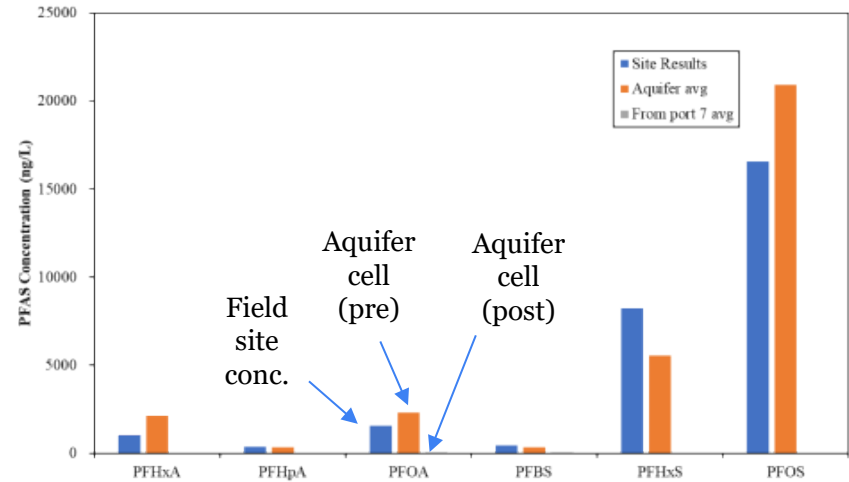 25000
20000
15000
10000
5000
0
PFAS Concentration (ng/L)
Site Results
Aquifer avg
From port 7 avg
Field
site
conc.
Aquifer
cell
(pre)
Aquifer
cell
(post)
PFHxA
PFHpA
PFOA
PFBS
PFHxS
PFOS